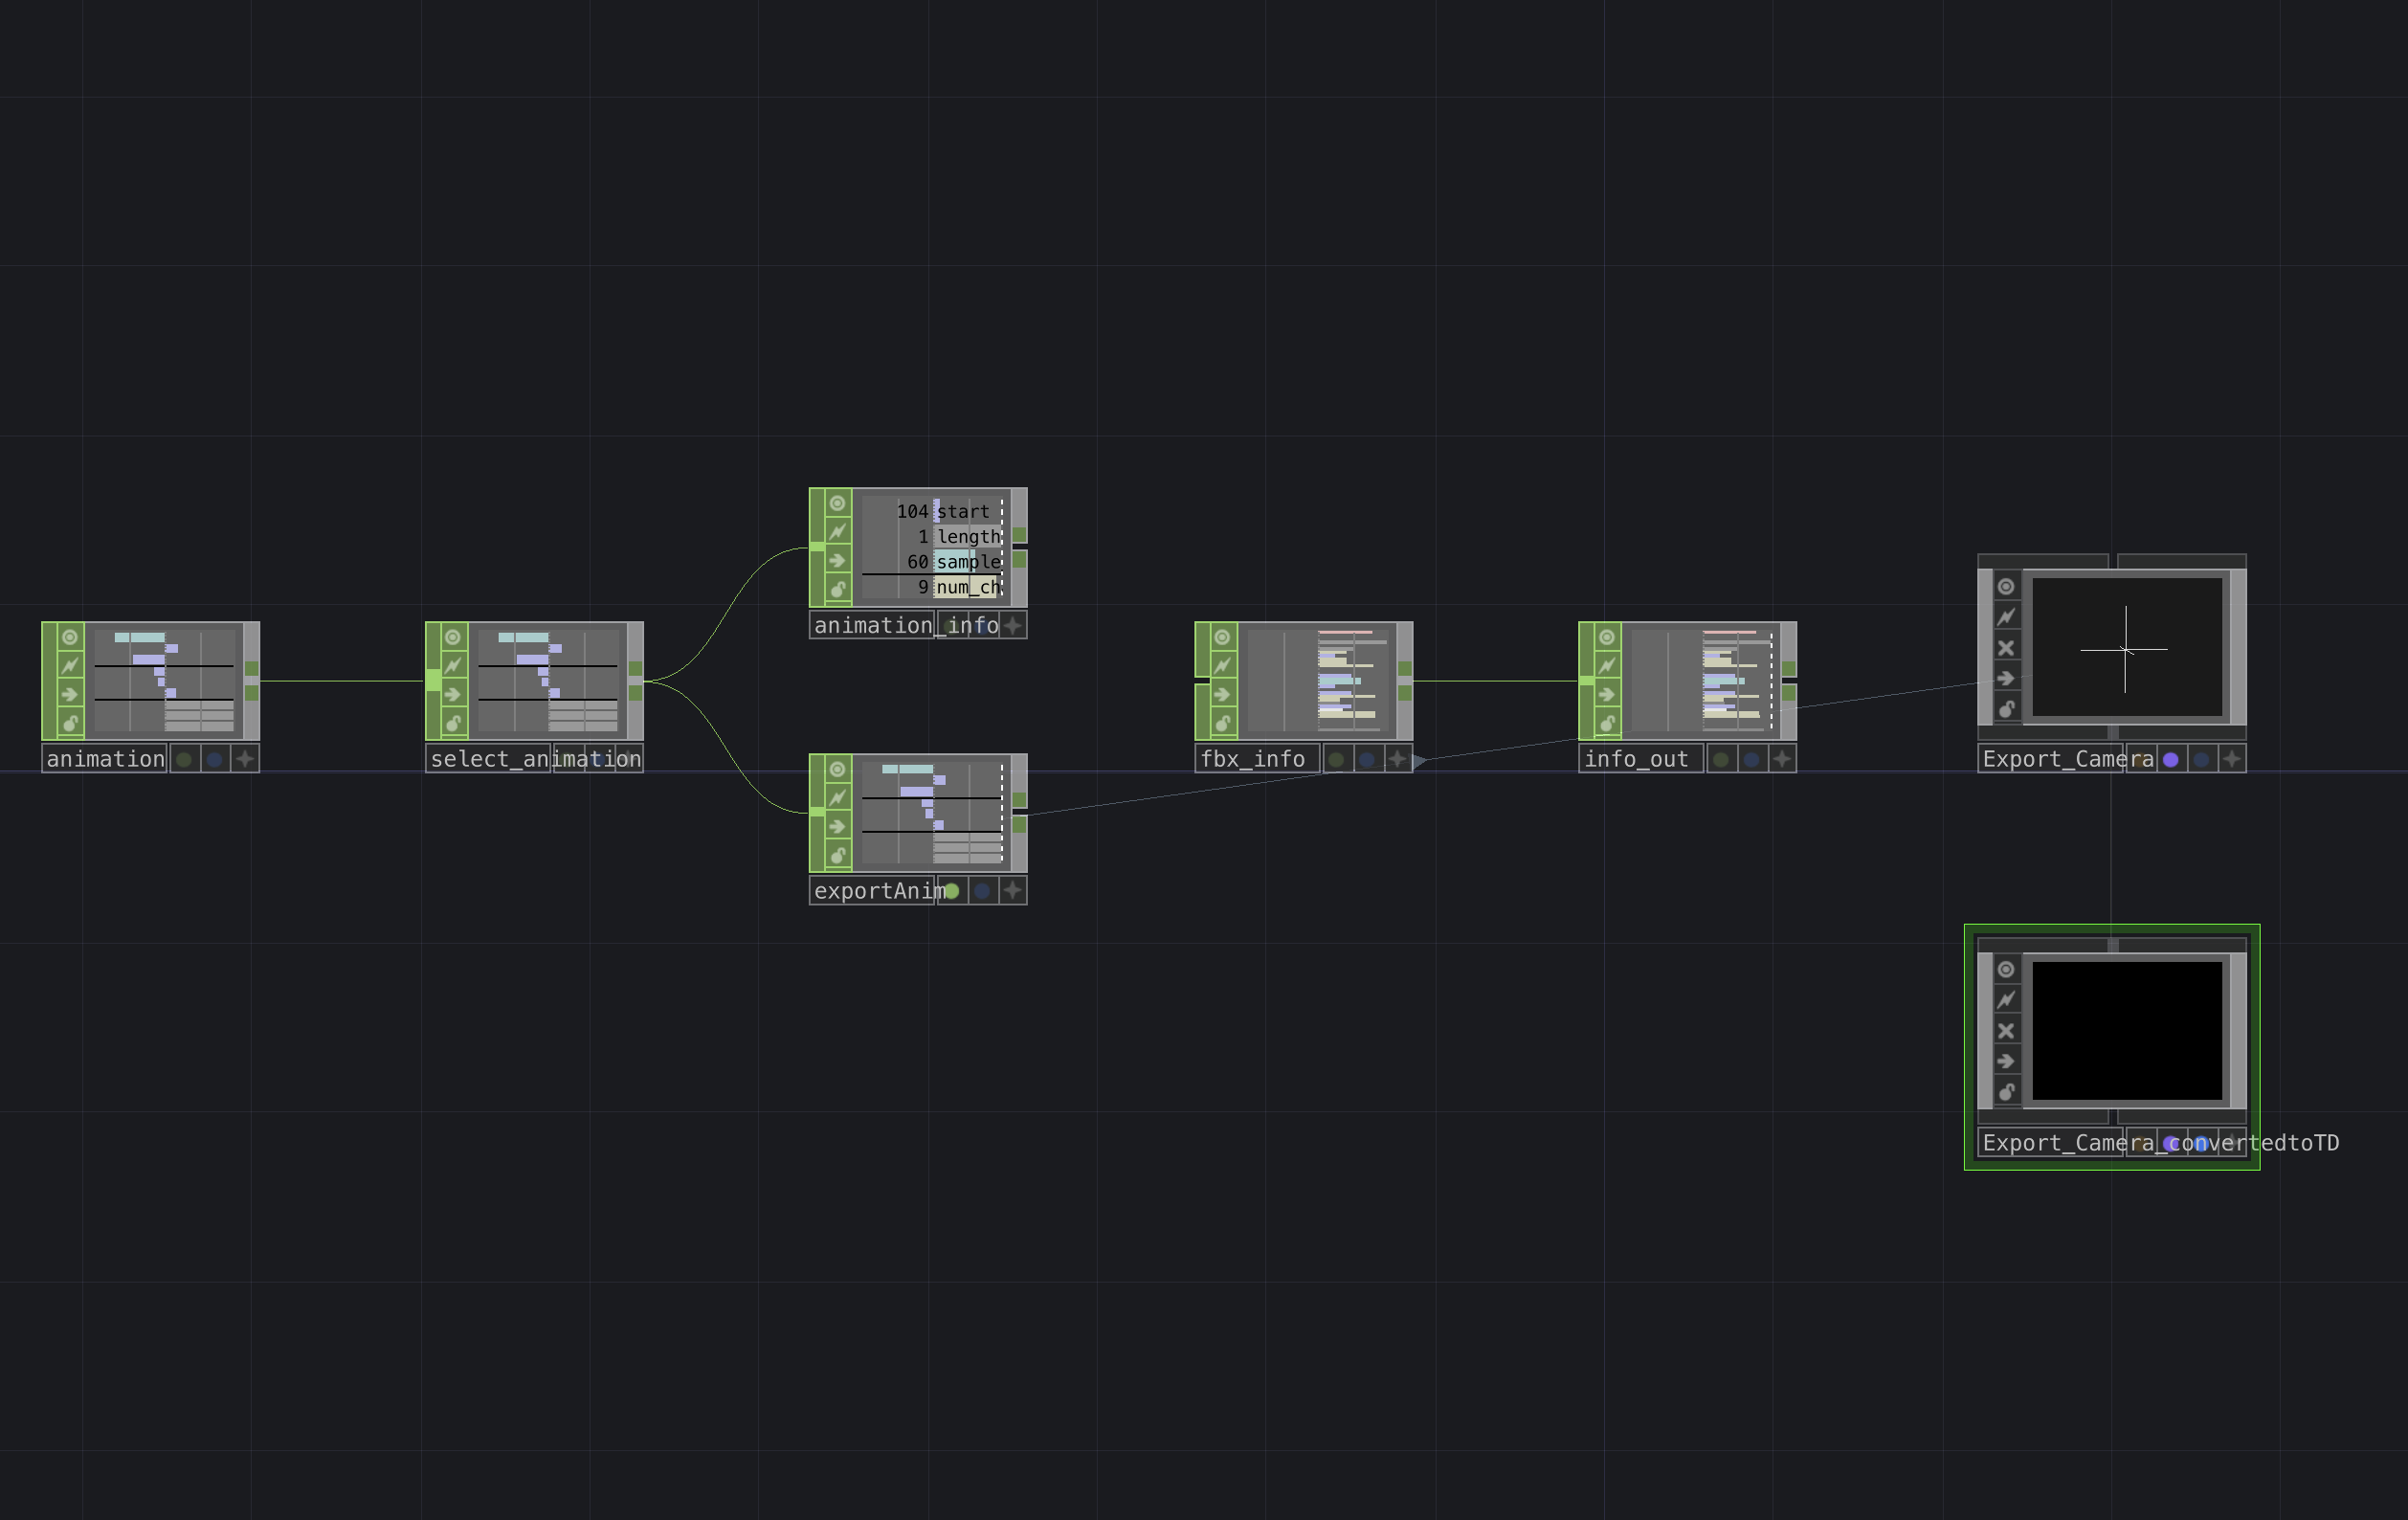 104 start
1 length
60 sample
9 num_ch
animation_info
animation
select_animation
fbx_info
info_out
Export_Camera
exportAnim
Export_Camera_convertedtoTD